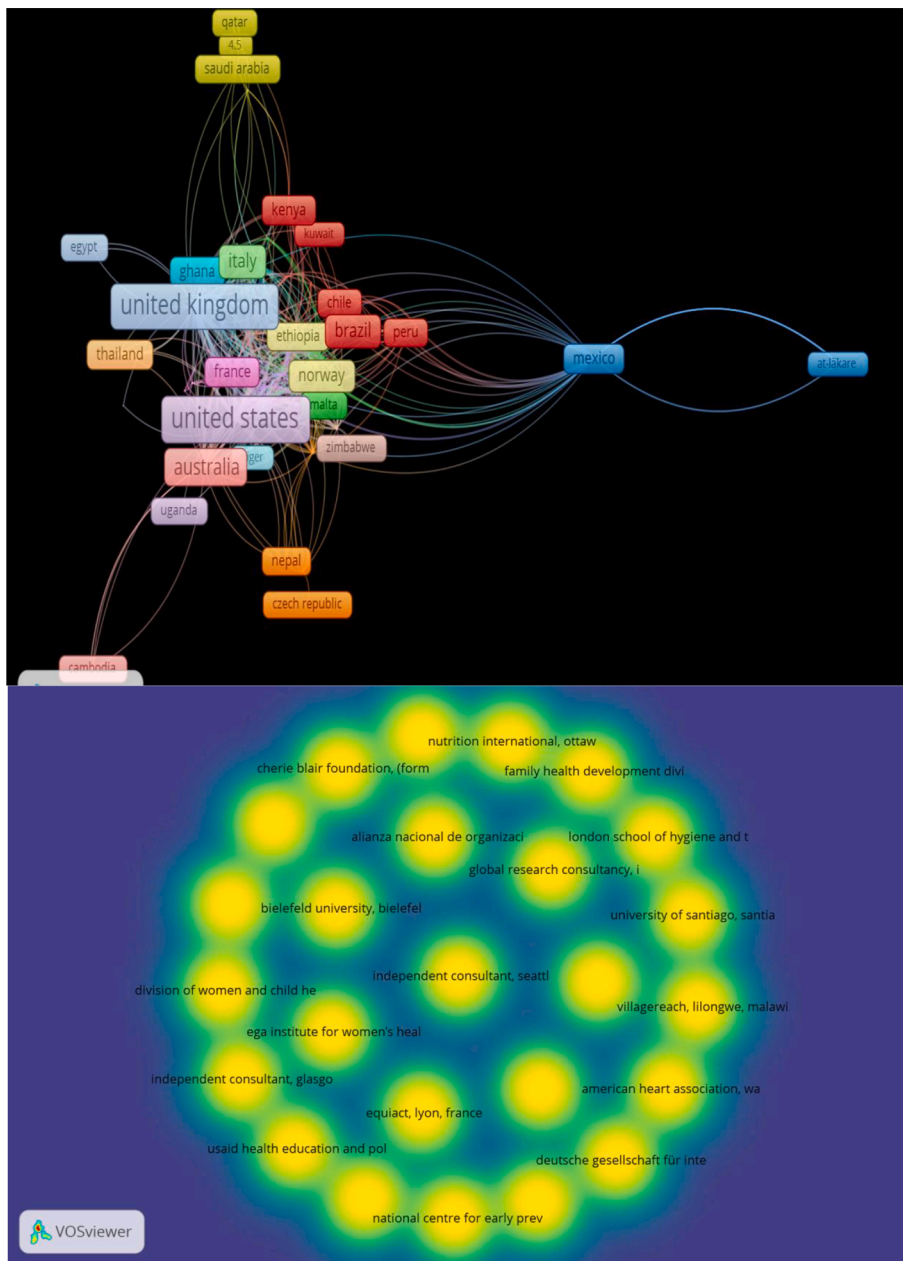 qatar
4.5
saudi arabia
kenya
kuwait
egypt
italy
ghana
united kingdom
chile
brazil
peru
ethiopia
thailand
mexico
at-läkare
france
norway
malta
united states
zimbabwe
australia
uganda
nepal
czech republic
cambodia
nutrition international, ottaw
cherie blair foundation, (form
family health development divi
alianza nacional de organizaci
london school of hygiene and t
global research consultancy, i
bielefeld university, bielefel
university of santiago, santia
independent consultant, seattl
division of women and child he
villagereach, lilongwe, malawi
ega institute for women's heal
independent consultant, glasgo
american heart association, wa
equiact, lyon, france
usaid health education and pol
deutsche gesellschaft für inte
national centre for early prev
VOSviewer